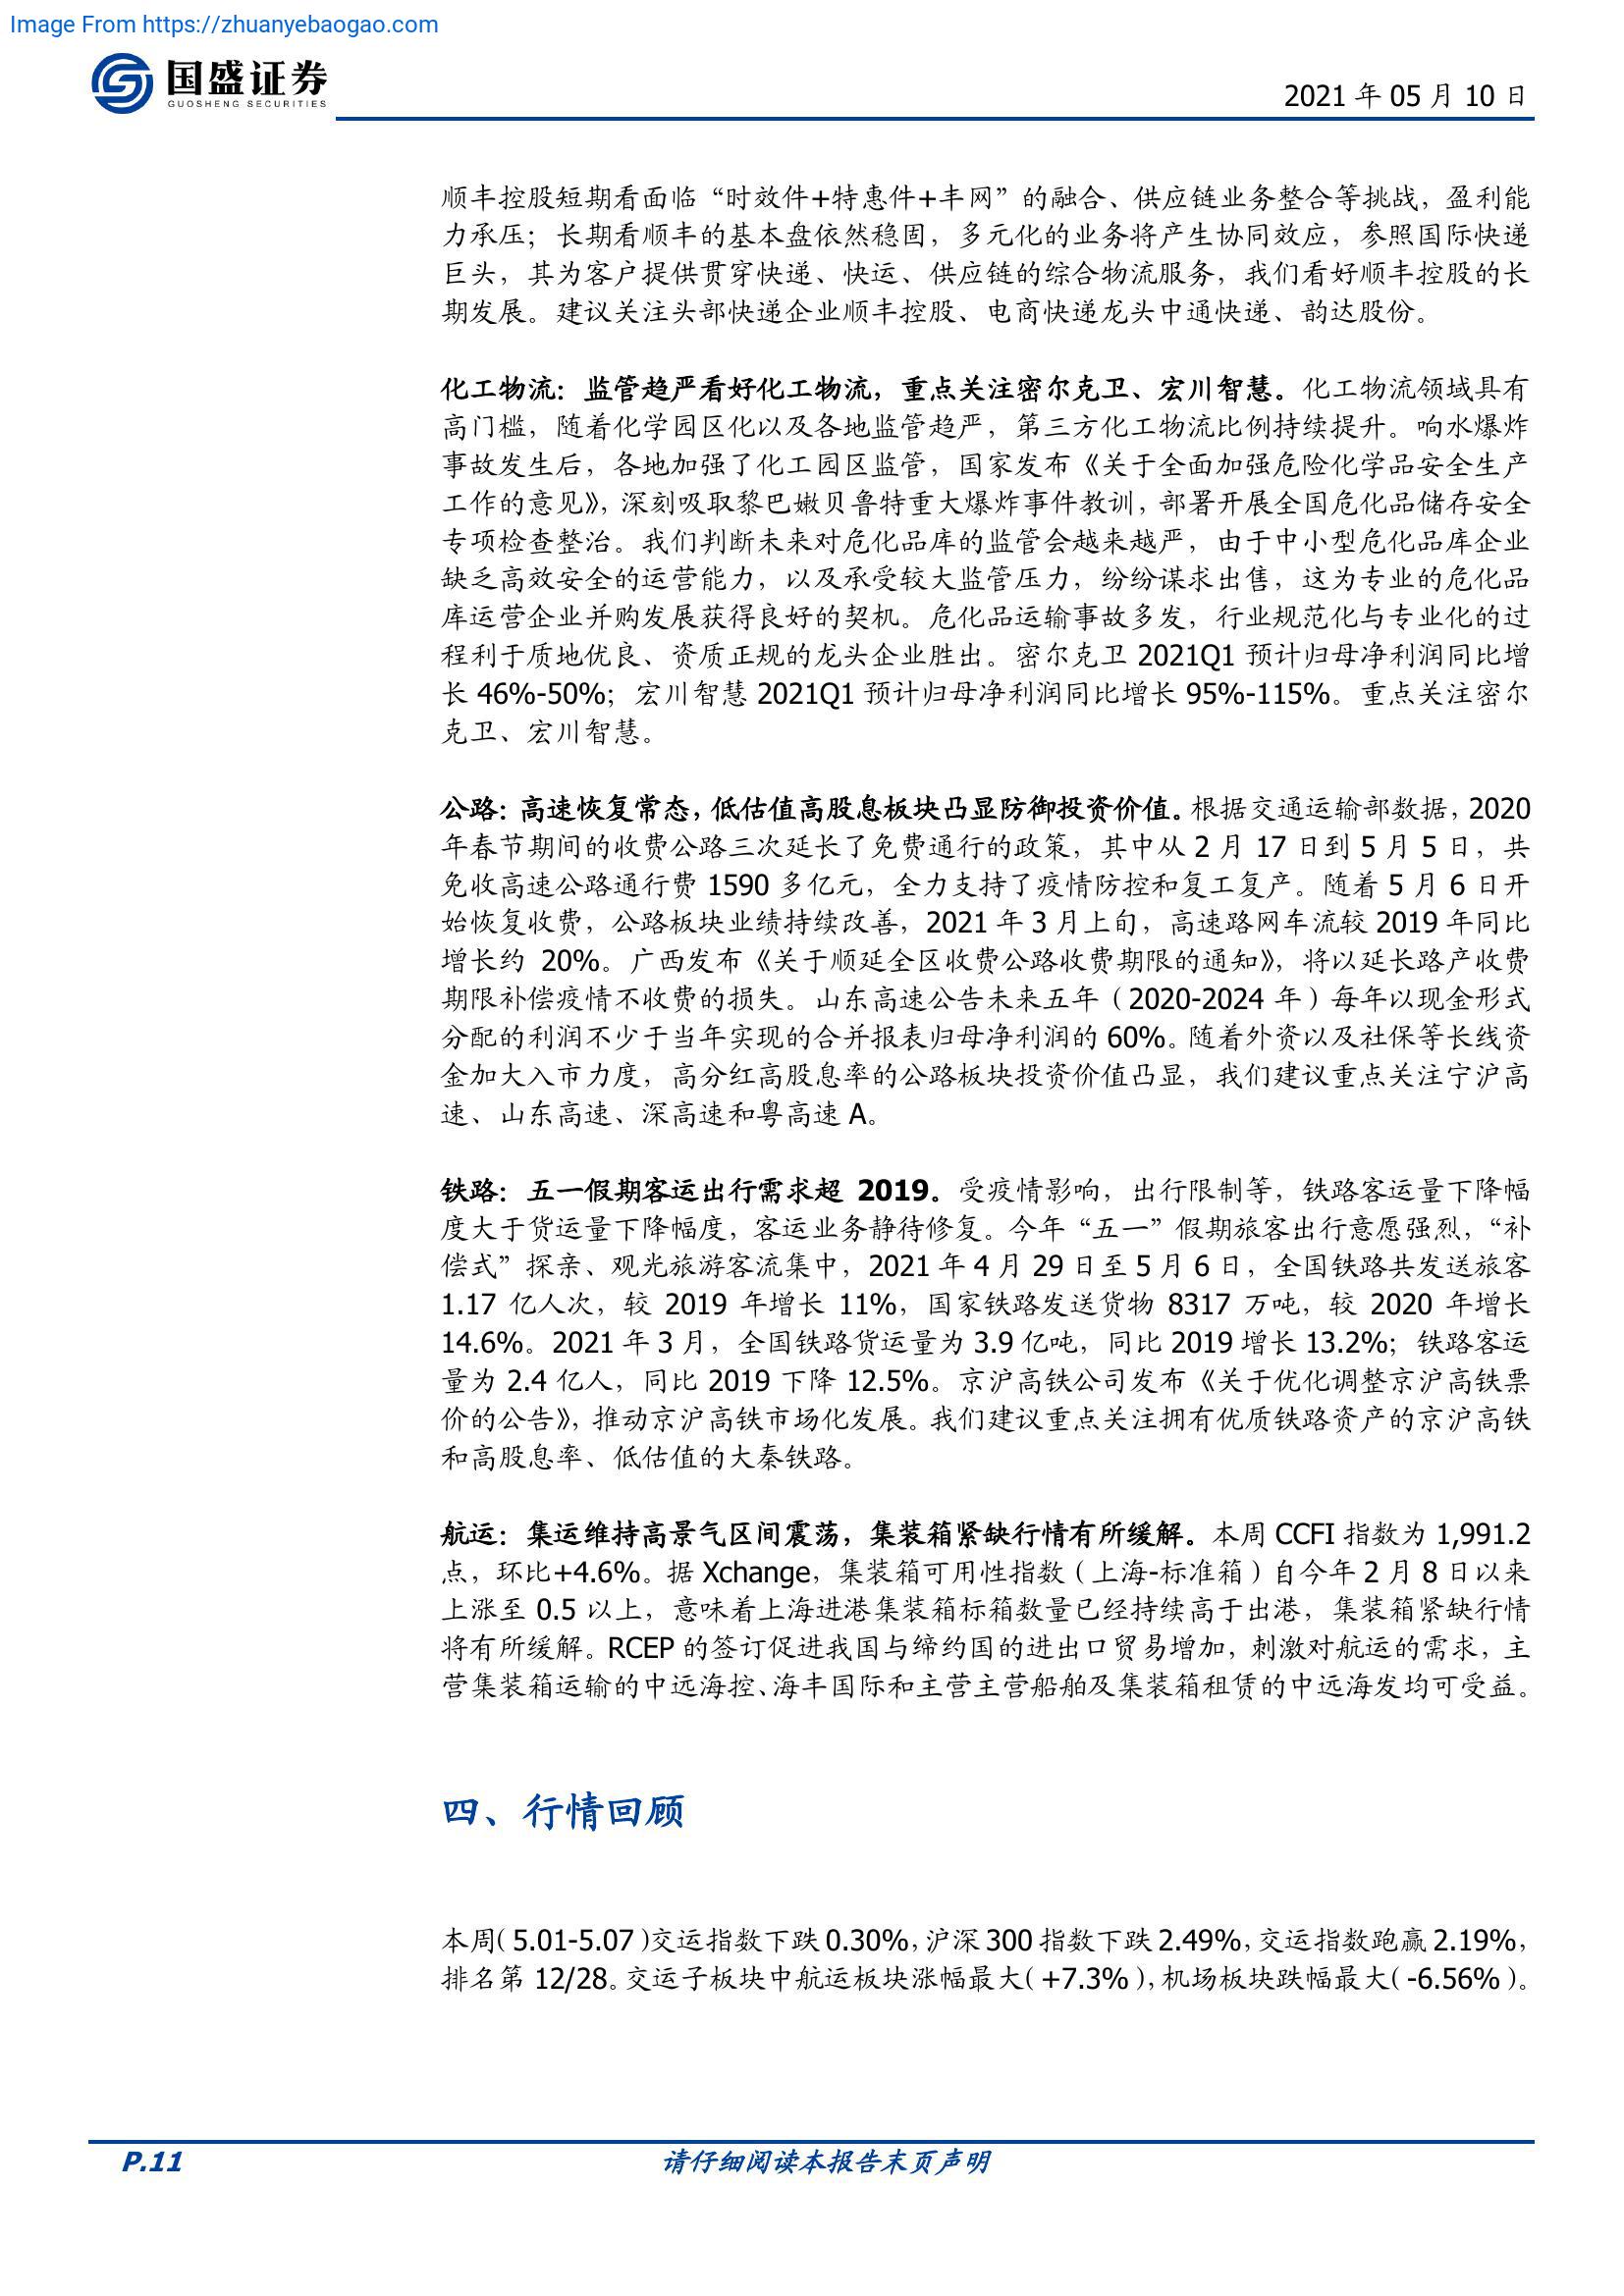 Image From https://zhuanyebaogao.com
国盛证券
GUOSHENG SECURITIES
2021 年 05 月 10 日
顺丰控股短期看面临“时效件+特惠件+丰网”的融合、供应链业务整合等挑战，盈利能
力承压；长期看顺丰的基本盘依然稳固，多元化的业务将产生协同效应，参照国际快递
巨头，其为客户提供贯穿快递、快运、供应链的综合物流服务，我们看好顺丰控股的长
期发展。建议关注头部快递企业顺丰控股、电商快递龙头中通快递、韵达股份。
化工物流：监管趋严看好化工物流，重点关注密尔克卫、宏川智慧。化工物流领域具有
高门槛，随着化学园区化以及各地监管趋严，第三方化工物流比例持续提升。响水爆炸
事故发生后，各地加强了化工园区监管，国家发布《关于全面加强危险化学品安全生产
工作的意见》，深刻吸取黎巴嫩贝鲁特重大爆炸事件教训，部署开展全国危化品储存安全
专项检查整治。我们判断未来对危化品库的监管会越来越严，由于中小型危化品库企业
缺乏高效安全的运营能力，以及承受较大监管压力，纷纷谋求出售，这为专业的危化品
库运营企业并购发展获得良好的契机。危化品运输事故多发，行业规范化与专业化的过
程利于质地优良、资质正规的龙头企业胜出。密尔克卫 2021Q1 预计归母净利润同比增
长 46%-50%；宏川智慧 2021Q1 预计归母净利润同比增长 95%-115%。重点关注密尔
克卫、宏川智慧。
公路：高速恢复常态，低估值高股息板块凸显防御投资价值。根据交通运输部数据，2020
年春节期间的收费公路三次延长了免费通行的政策，其中从 2 月 17 日到 5 月 5 日，共
免收高速公路通行费 1590 多亿元，全力支持了疫情防控和复工复产。随着 5 月 6 日开
始恢复收费，公路板块业绩持续改善，2021 年 3 月上旬，高速路网车流较 2019 年同比
增长约 20%。广西发布《关于顺延全区收费公路收费期限的通知》，将以延长路产收费
期限补偿疫情不收费的损失。山东高速公告未来五年（2020-2024 年）每年以现金形式
分配的利润不少于当年实现的合并报表归母净利润的 60%。随着外资以及社保等长线资
金加大入市力度，高分红高股息率的公路板块投资价值凸显，我们建议重点关注宁沪高
速、山东高速、深高速和粤高速 A。
铁路：五一假期客运出行需求超 2019。受疫情影响，出行限制等，铁路客运量下降幅
度大于货运量下降幅度，客运业务静待修复。今年“五一”假期旅客出行意愿强烈，“补
偿式”探亲、观光旅游客流集中，2021 年 4 月 29 日至 5 月 6 日，全国铁路共发送旅客
1.17 亿人次，较 2019 年增长 11%，国家铁路发送货物 8317 万吨，较 2020 年增长
14.6%。2021 年 3 月，全国铁路货运量为 3.9 亿吨，同比 2019 增长 13.2%；铁路客运
量为 2.4 亿人，同比 2019 下降 12.5%。京沪高铁公司发布《关于优化调整京沪高铁票
价的公告》，推动京沪高铁市场化发展。我们建议重点关注拥有优质铁路资产的京沪高铁
和高股息率、低估值的大秦铁路。
航运：集运维持高景气区间震荡，集装箱紧缺行情有所缓解。本周 CCFI 指数为 1,991.2
点，环比+4.6%。据 Xchange，集装箱可用性指数（上海-标准箱）自今年 2 月 8 日以来
上涨至 0.5 以上，意味着上海进港集装箱标箱数量已经持续高于出港，集装箱紧缺行情
将有所缓解。RCEP 的签订促进我国与缔约国的进出口贸易增加，刺激对航运的需求，主
营集装箱运输的中远海控、海丰国际和主营主营船舶及集装箱租赁的中远海发均可受益。
四、行情回顾
本周（5.01-5.07）交运指数下跌 0.30%，沪深 300 指数下跌 2.49%，交运指数跑赢 2.19%，
排名第 12/28。交运子板块中航运板块涨幅最大（+7.3%），机场板块跌幅最大（-6.56%）。
P.11
请仔细阅读本报告末页声明